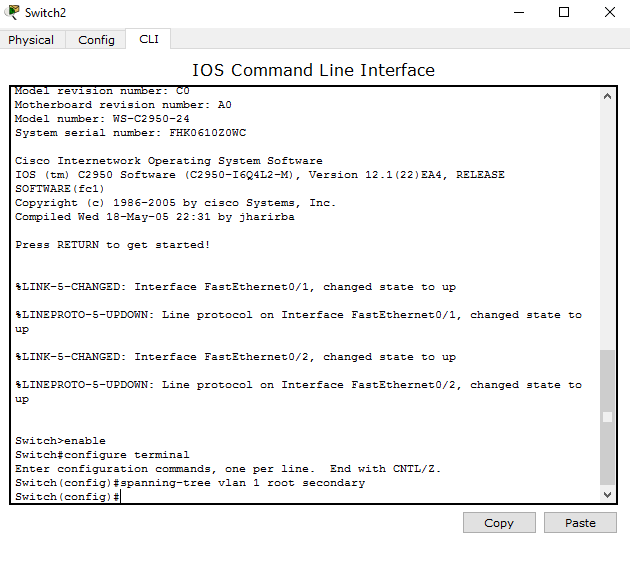 Switch2
Physical Config CLI
IOS Command Line Interface
Model revision number: C0
Motherboard revision number: A0
Model number: WS-C2950-24
System serial number: FHK0610Z0WC
Cisco Internetwork Operating System Software
IOS (tm) C2950 Software (C2950-I6Q4L2-M), Version 12.1(22)EA4, RELEASE
SOFTWARE(fc1)
Copyright (c) 1986-2005 by cisco Systems, Inc.
Compiled Wed 18-May-05 22:31 by jharirba
Press RETURN to get started!
%LINK-5-CHANGED: Interface FastEthernet0/1, changed state to up
%LINEPROTO-5-UPDOWN: Line protocol on Interface FastEthernet0/1, changed state to
up
%LINK-5-CHANGED: Interface FastEthernet0/2, changed state to up
%LINEPROTO-5-UPDOWN: Line protocol on Interface FastEthernet0/2, changed state to
up
Switch>enable
Switch#configure terminal
Enter configuration commands, one per line.  End with CNTL/Z.
Switch(config)#spanning-tree vlan 1 root secondary
Switch(config)#
Copy Paste